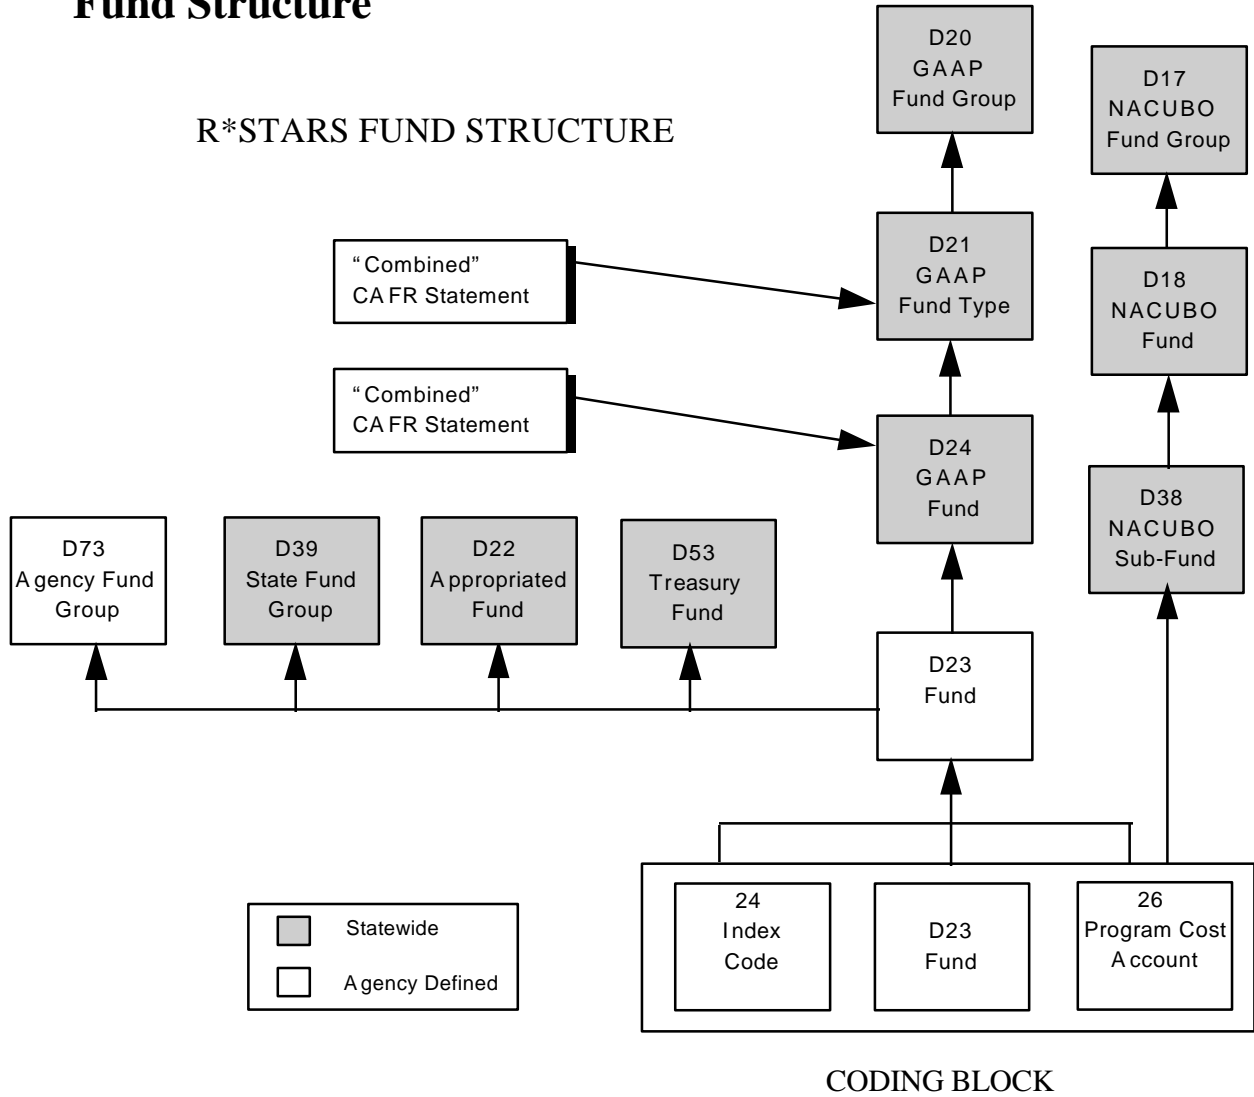 Fund Structure
R*STARS FUND STRUCTURE
D20
GAAP
Fund Group
D17
NACUBO
Fund Group
"Combined"
CAFR Statement
D21
GAAP
Fund Type
D18
NACUBO
Fund
"Combined"
CAFR Statement
D24
GAAP
Fund
D38
NACUBO
Sub-Fund
D73
Agency Fund
Group
D39
State Fund
Group
D22
Appropriated
Fund
D53
Treasury
Fund
D23
Fund
Statewide
Agency Defined
24
Index
Code
D23
Fund
26
Program Cost
Account
CODING BLOCK